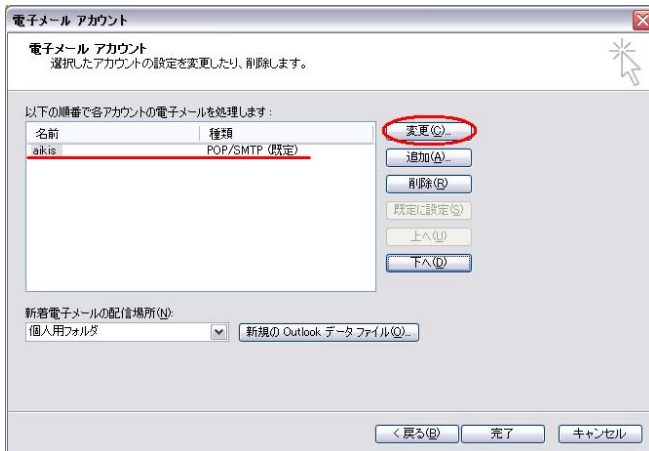 電子メール アカウント
電子メール アカウント
選択したアカウントの設定を変更したり、削除します。
以下の順番で各アカウントの電子メールを処理します:
名前 種類
aikis POP/SMTP (既定)
変更(C)...
追加(A)...
削除(R)
既定に設定(S)
上へ(U)
下へ(D)
新着電子メールの配信場所(N):
個人用フォルダ 新規の Outlook データ ファイル(O)...
< 戻る(B) 完了 キャンセル